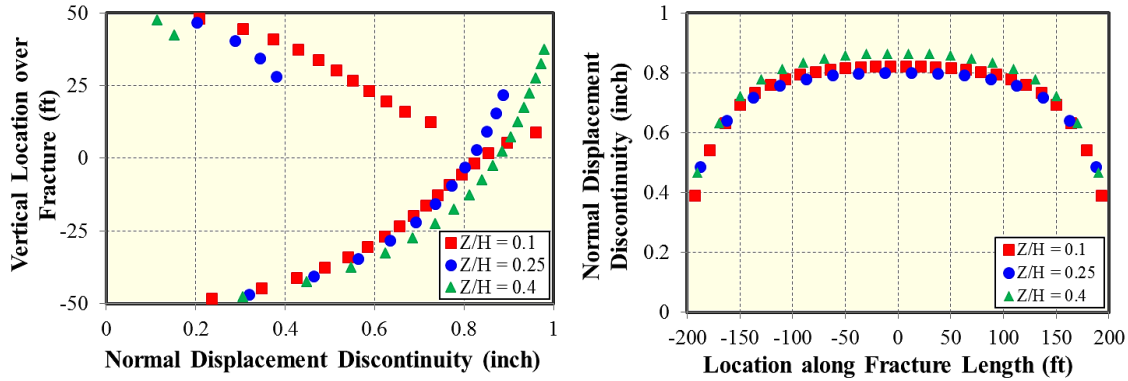 Vertical Location over
Fracture (ft)
50
25
0
-25
-50
0
0.2
0.4
0.6
0.8
1
Normal Displacement Discontinuity (inch)
Z/H = 0.1
Z/H = 0.25
Z/H = 0.4
Normal Displacement
Discontinuity (inch)
1
0.8
0.6
0.4
0.2
0
-200 -150 -100 -50 0 50 100 150 200
Location along Fracture Length (ft)
Z/H = 0.1
Z/H = 0.25
Z/H = 0.4